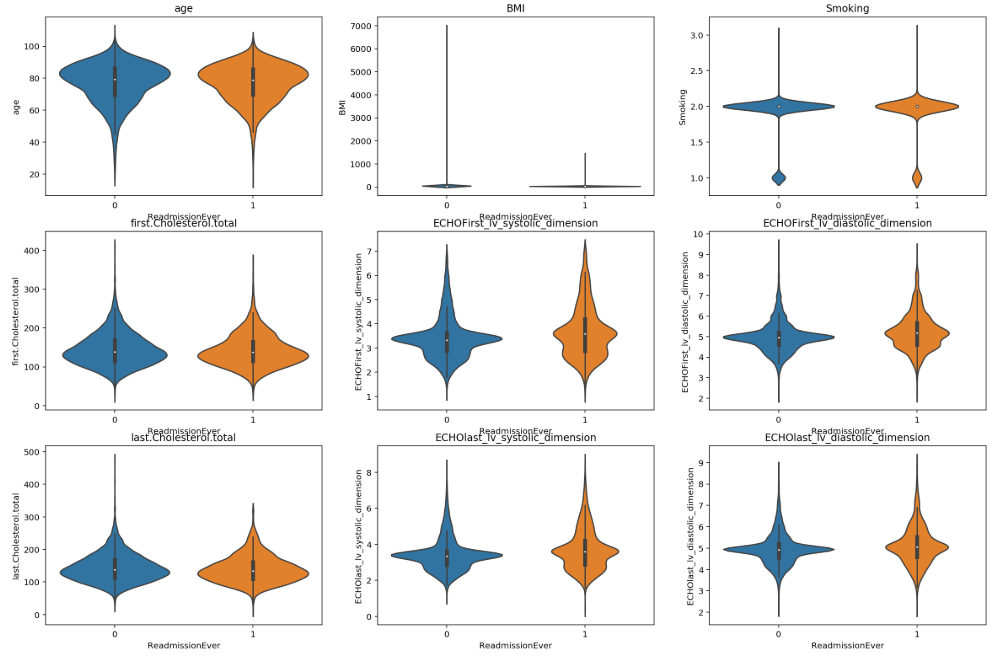 age
BMI
Smoking
100
80
60
40
20
age
0
1
ReadmissionEver
7000
6000
5000
4000
3000
2000
1000
0
BMI
0
1
ReadmissionEver
3.0
2.5
2.0
1.5
1.0
Smoking
0
1
ReadmissionEver
first.Cholesterol.total
ECHOFirst_lv_systolic_dimension
ECHOFirst_lv_diastolic_dimension
400
300
200
100
0
first.Cholesterol.total
0
1
ReadmissionEver
7
6
5
4
3
2
1
ECHOFirst_lv_systolic_dimension
0
1
ReadmissionEver
10
9
8
7
6
5
4
3
2
ECHOFirst_lv_diastolic_dimension
0
1
ReadmissionEver
last.Cholesterol.total
ECHOlast_lv_systolic_dimension
ECHOlast_lv_diastolic_dimension
500
400
300
200
100
0
last.Cholesterol.total
0
1
ReadmissionEver
8
6
4
2
0
ECHOlast_lv_systolic_dimension
0
1
ReadmissionEver
9
8
7
6
5
4
3
2
ECHOlast_lv_diastolic_dimension
0
1
ReadmissionEver